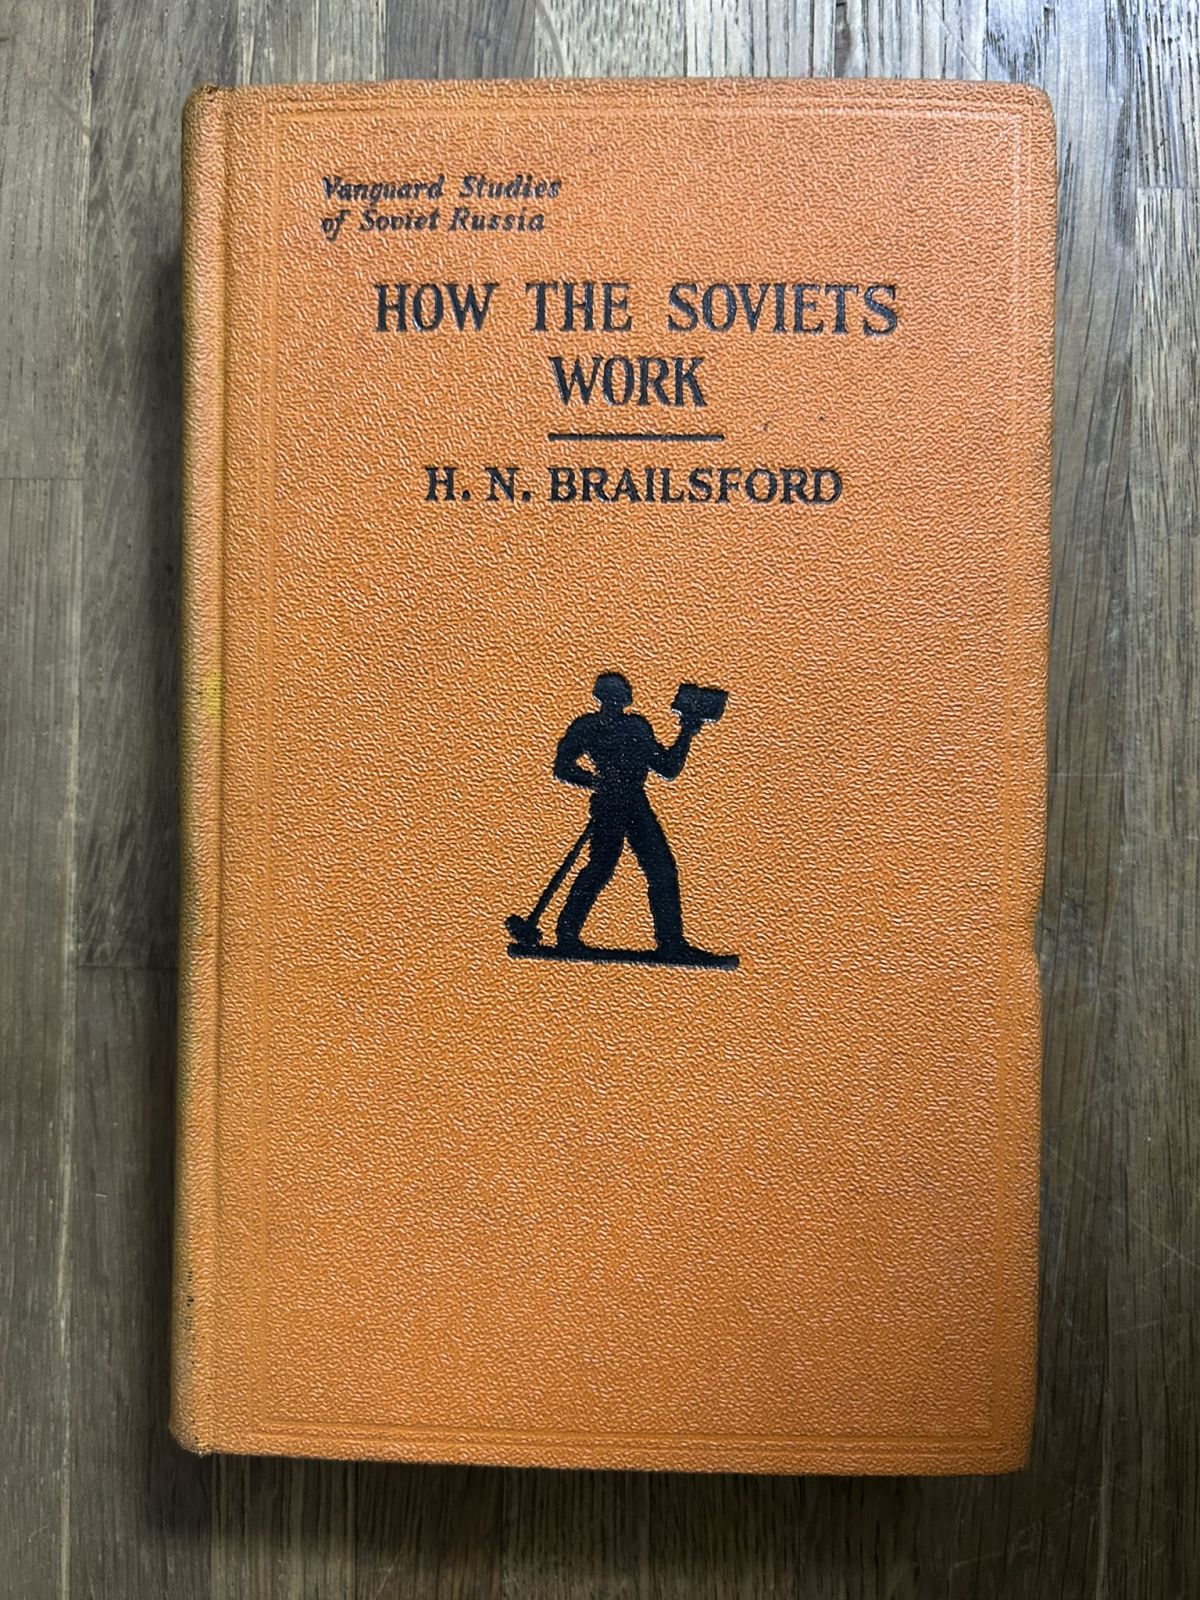 Vanguard Studies
of Soviet Russia
HOW THE SOVIETS
WORK
H. N. BRAILSFORD